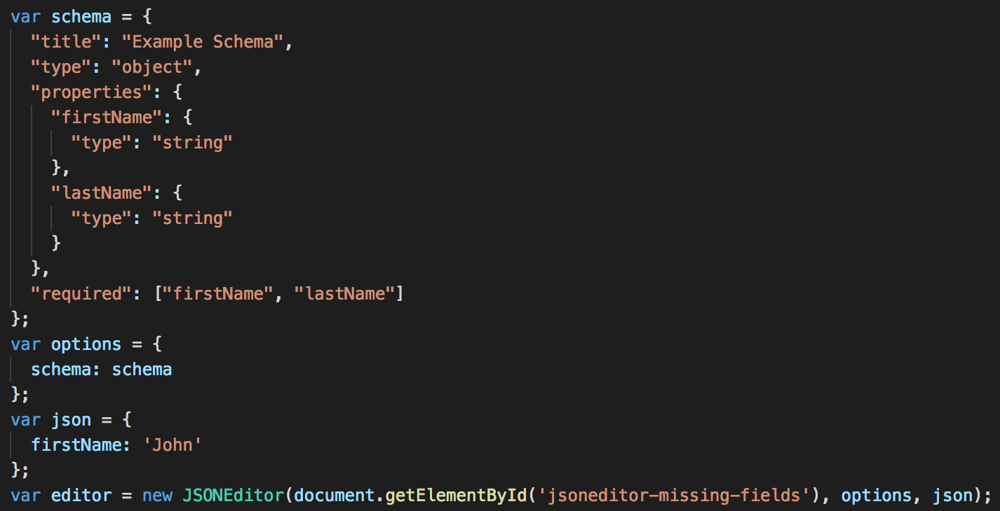 var schema = {
  "title": "Example Schema",
  "type": "object",
  "properties": {
    "firstName": {
      "type": "string"
    },
    "lastName": {
      "type": "string"
    }
  },
  "required": ["firstName", "lastName"]
};
var options = {
  schema: schema
};
var json = {
  firstName: 'John'
};
var editor = new JSONEditor(document.getElementById('jsoneditor-missing-fields'), options, json);